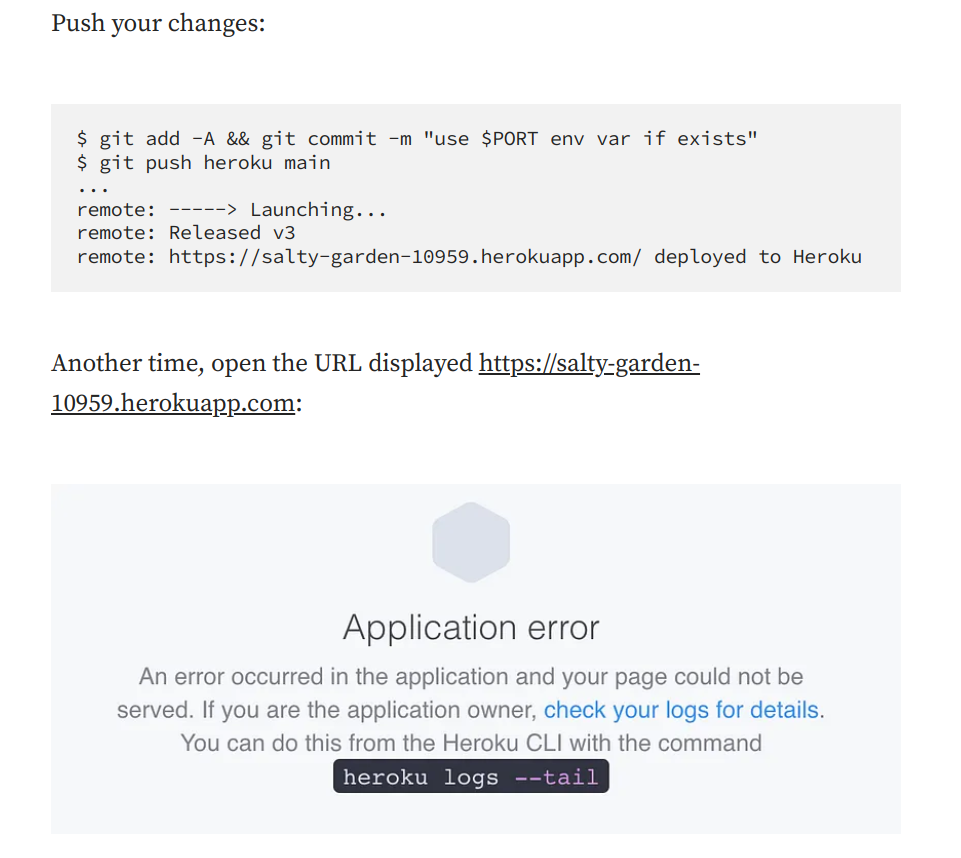 Push your changes:
$ git add -A && git commit -m "use $PORT env var if exists"
$ git push heroku main
...
remote: -----> Launching...
remote: Released v3
remote: https://salty-garden-10959.herokuapp.com/ deployed to Heroku
Another time, open the URL displayed https://salty-garden-
10959.herokuapp.com:
Application error
An error occurred in the application and your page could not be
served. If you are the application owner, check your logs for details.
You can do this from the Heroku CLI with the command
heroku logs --tail